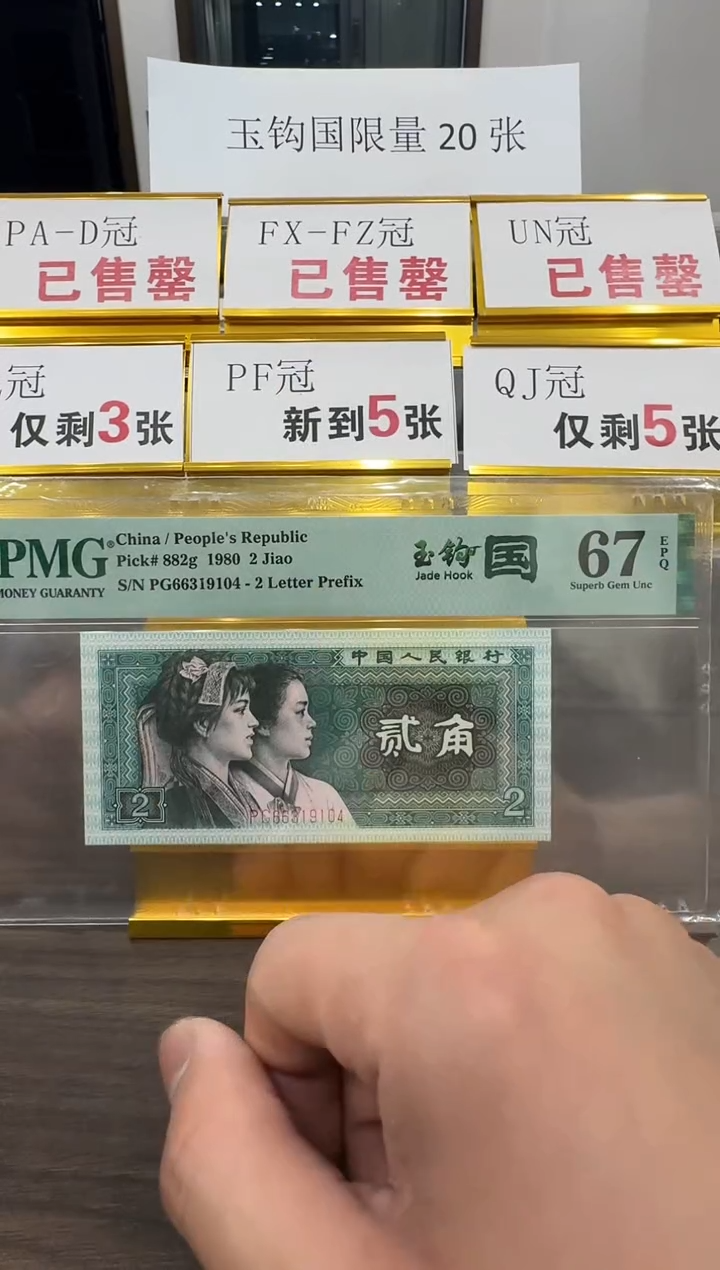 玉钩国限量 20 张
PA-D冠
已售罄
FX-FZ冠
已售罄
UN冠
已售罄
冠
仅剩3张
PF冠
新到5张
QJ冠
仅剩5张
PMG®
MONEY GUARANTY
China / People's Republic
Pick# 882g 1980 2 Jiao
S/N PG66319104 - 2 Letter Prefix
玉钩国
Jade Hook
67
EPQ
Superb Gem Unc
中国人民银行
贰角
2
PG66319104
2